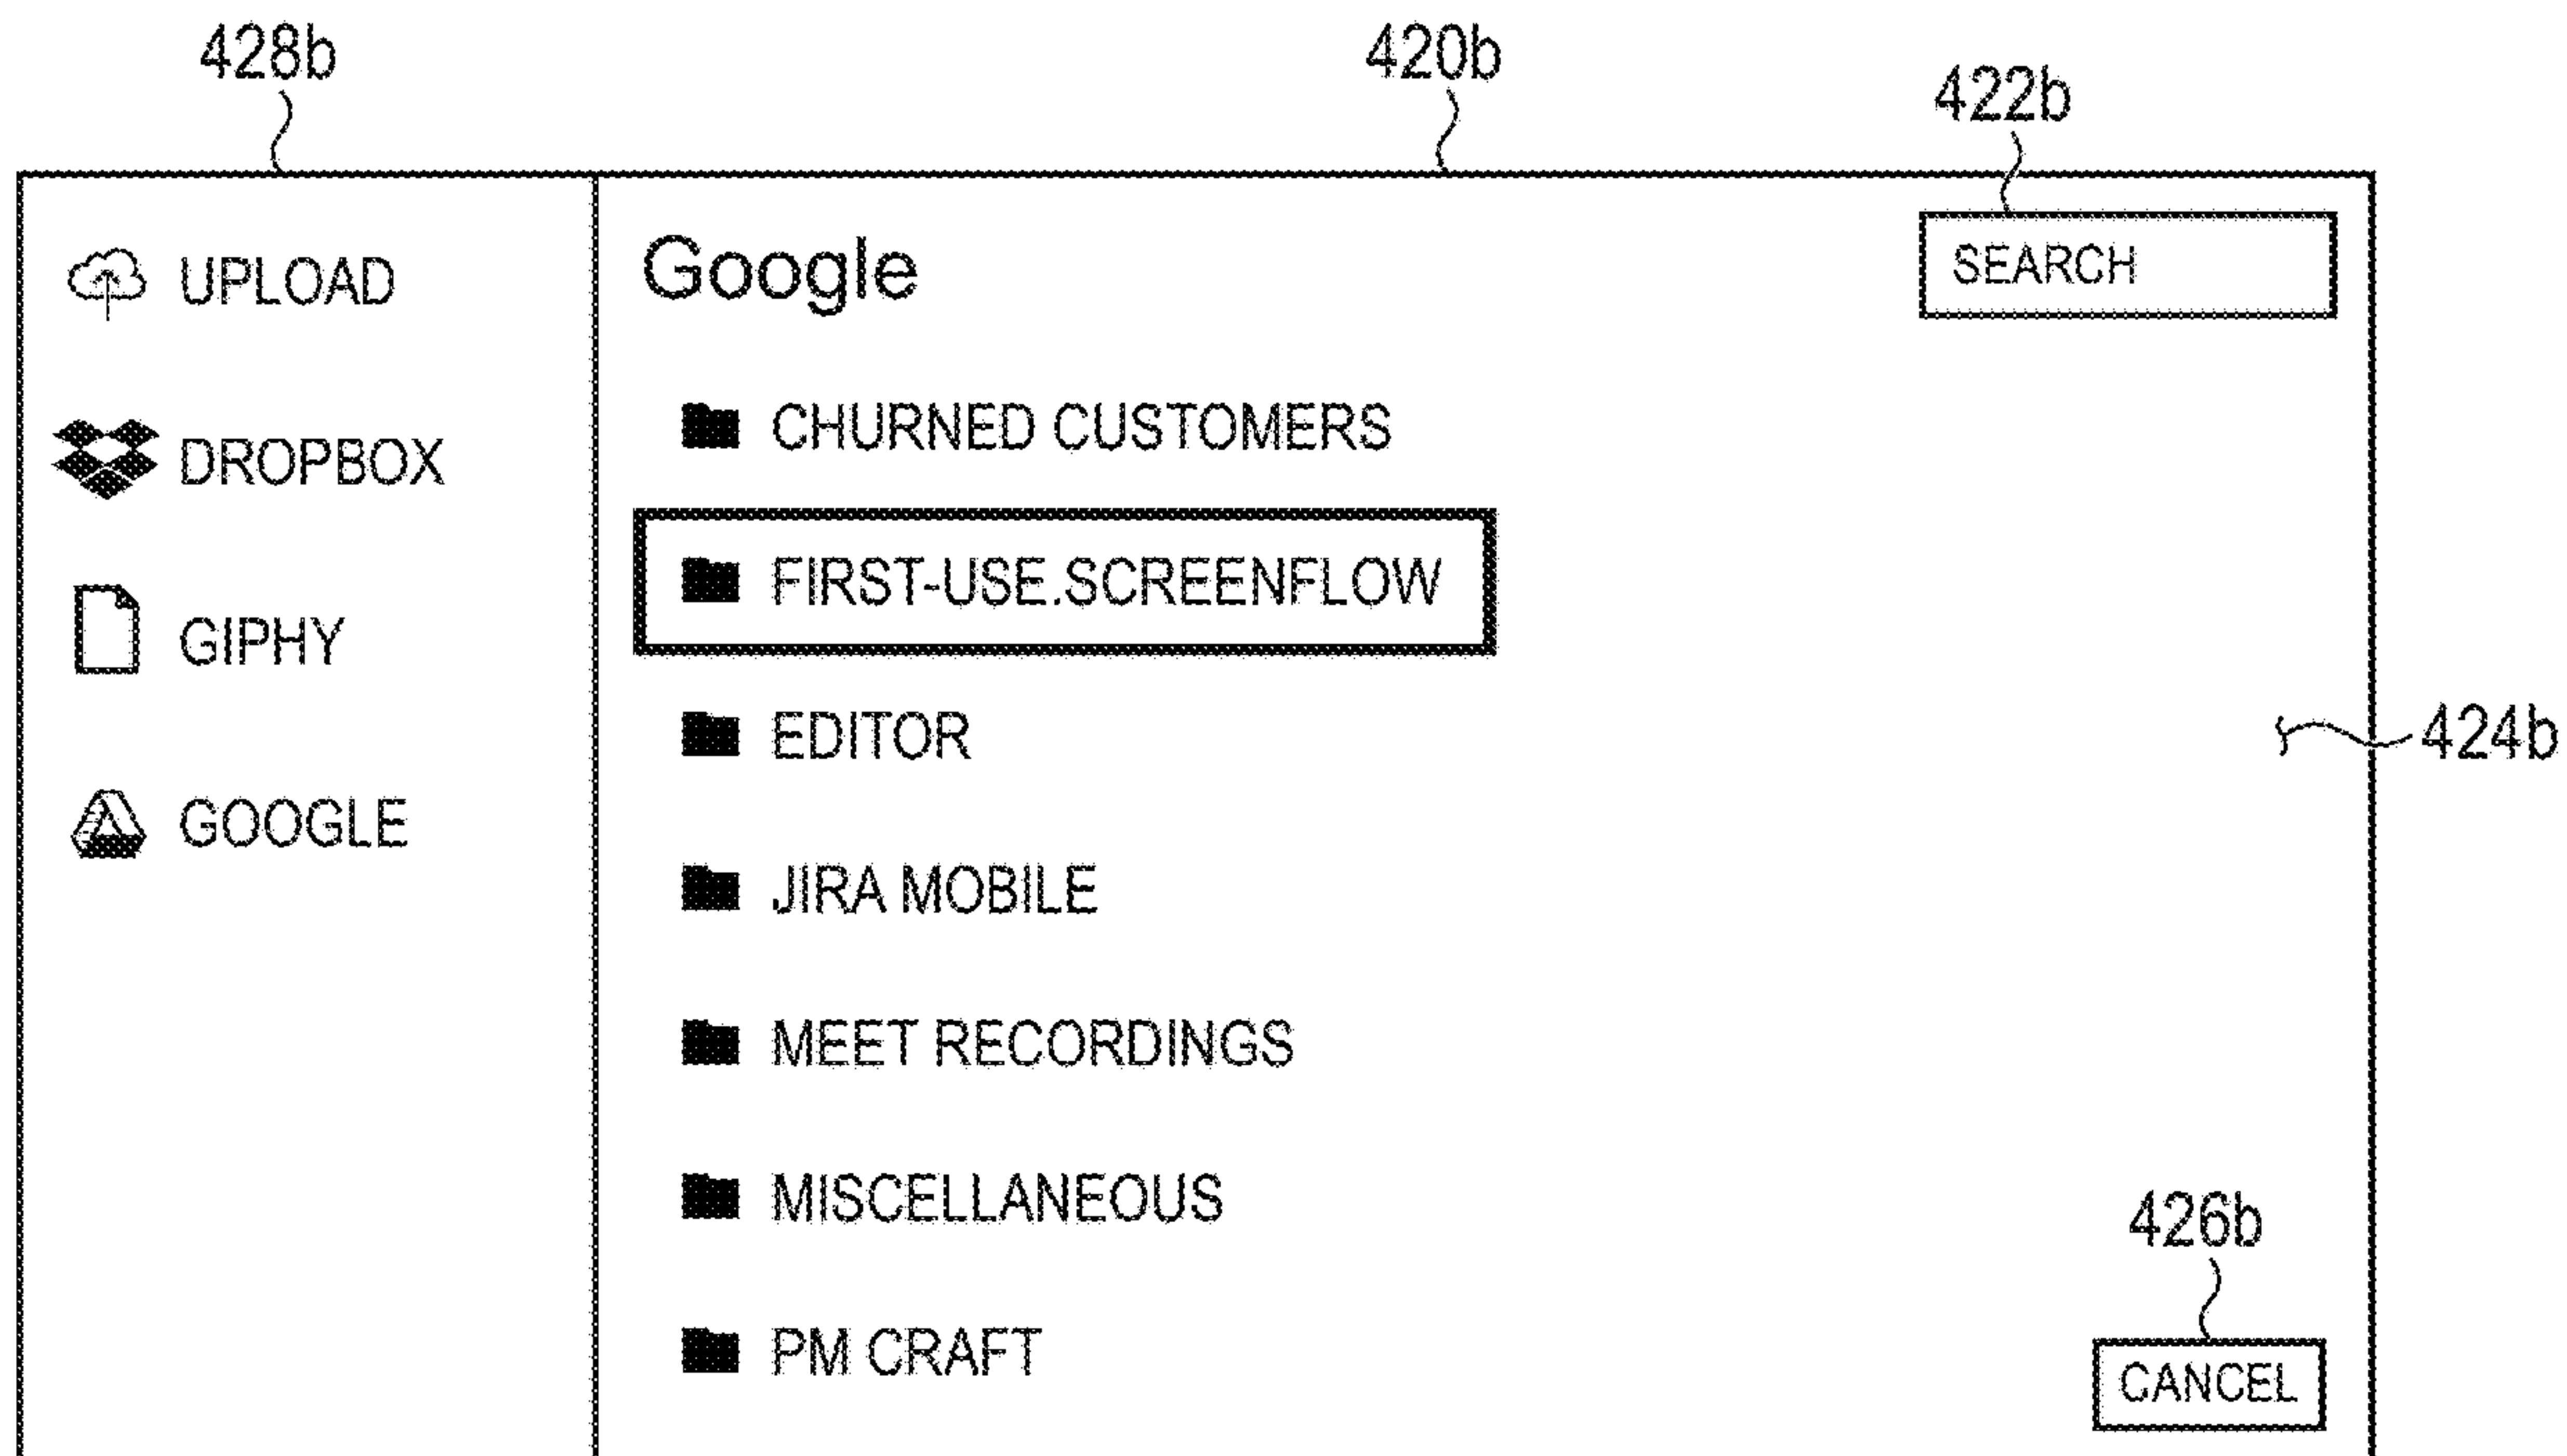 428b
420b
422b
UPLOAD
DROPBOX
GIPHY
GOOGLE
Google
SEARCH
CHURNED CUSTOMERS
FIRST-USE.SCREENFLOW
EDITOR
424b
JIRA MOBILE
MEET RECORDINGS
MISCELLANEOUS
426b
PM CRAFT
CANCEL